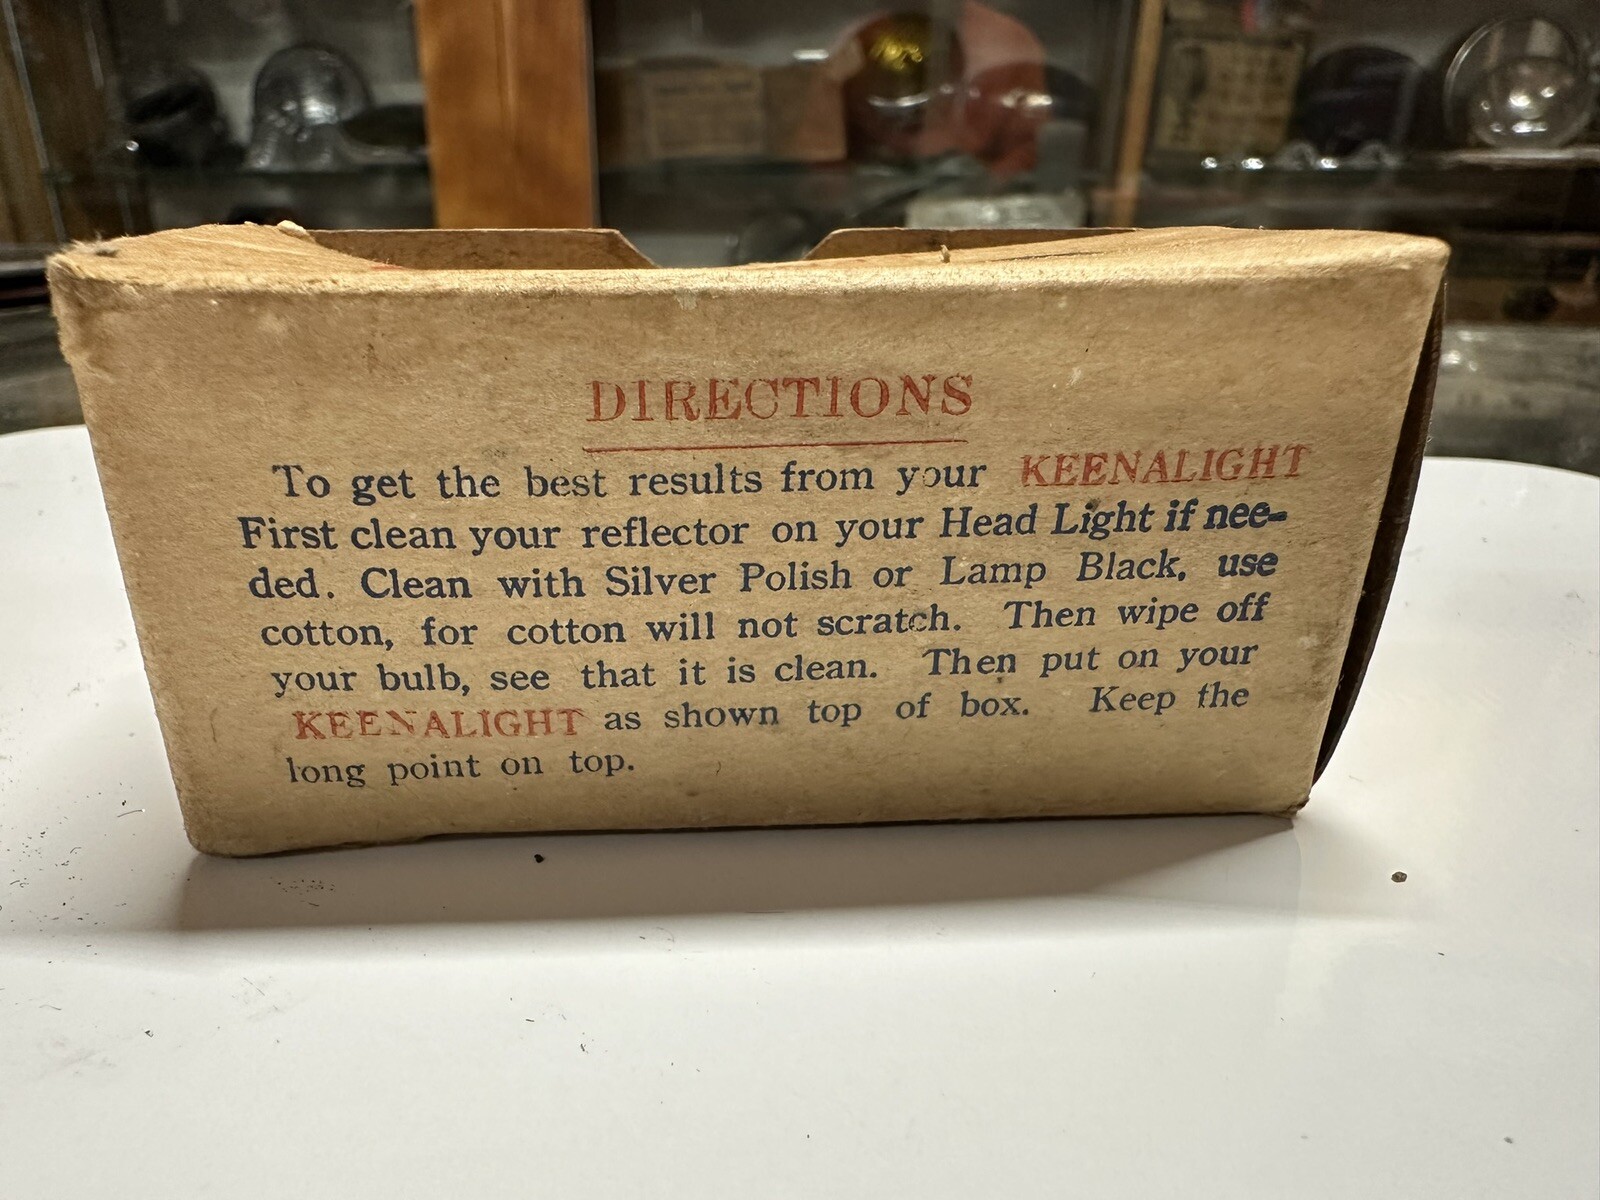 DIRECTIONS
To get the best results from your KEENALIGHT
First clean your reflector on your Head Light if nee-
ded. Clean with Silver Polish or Lamp Black, use
cotton, for cotton will not scratch. Then wipe off
your bulb, see that it is clean. Then put on your
KEENALIGHT as shown top of box. Keep the
long point on top.